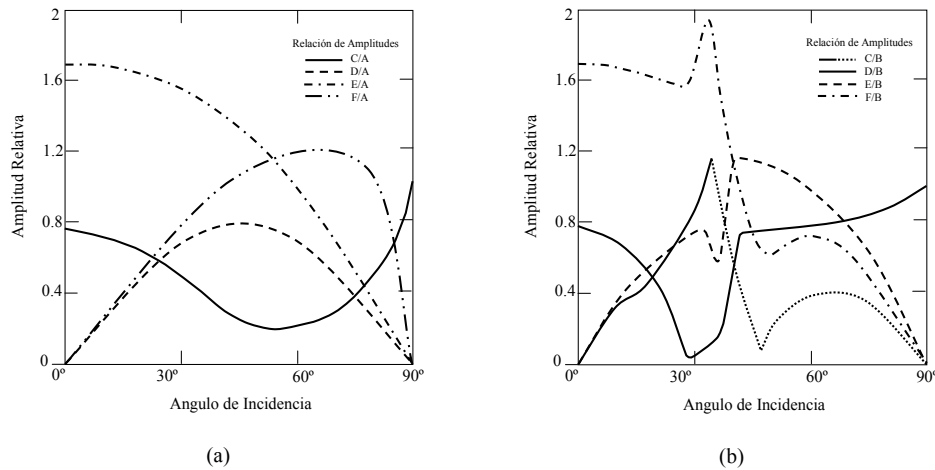 2
1.6
1.2
0.8
0.4
0
0º
30º
60º
90º
Amplitud Relativa
Angulo de Incidencia
Relación de Amplitudes
C/A
D/A
E/A
F/A
(a)
2
1.6
1.2
0.8
0.4
0
0º
30º
60º
90º
Amplitud Relativa
Angulo de Incidencia
Relación de Amplitudes
C/B
D/B
E/B
F/B
(b)